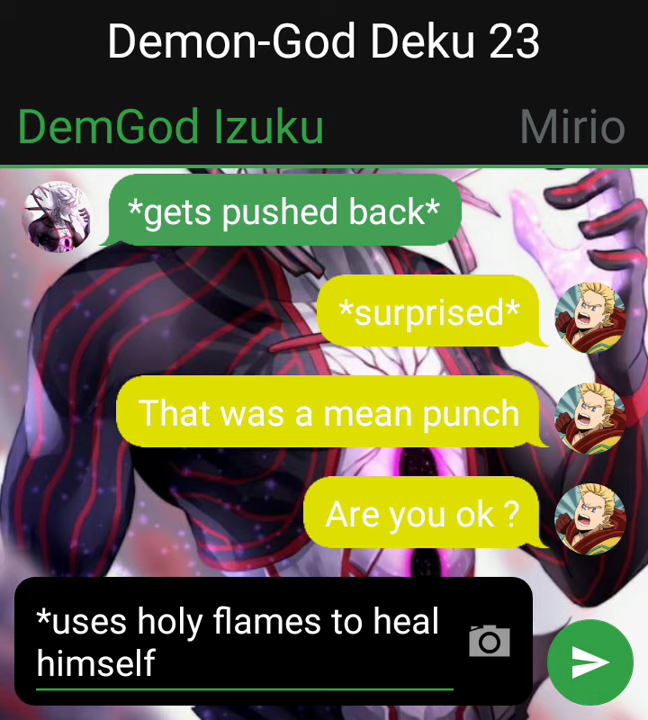 Demon-God Deku 23
DemGod Izuku
Mirio
*gets pushed back*
*surprised*
That was a mean punch
Are you ok ?
*uses holy flames to heal
himself